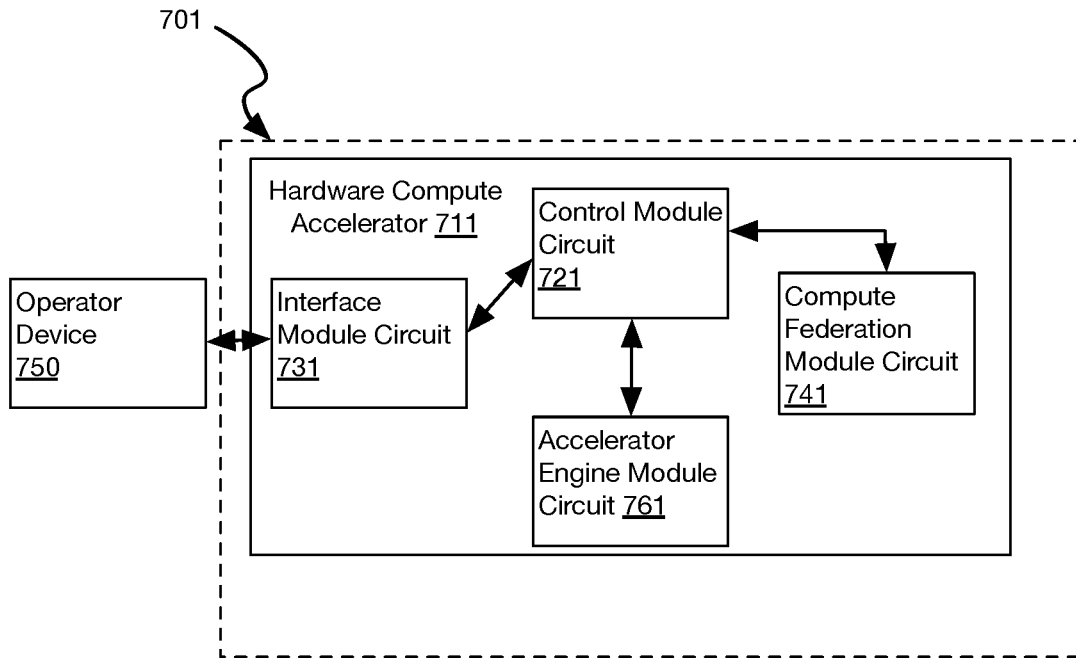 701
Hardware Compute
Accelerator 711
Control Module
Circuit
721
Operator
Device
750
Interface
Module Circuit
731
Compute
Federation
Module Circuit
741
Accelerator
Engine Module
Circuit 761